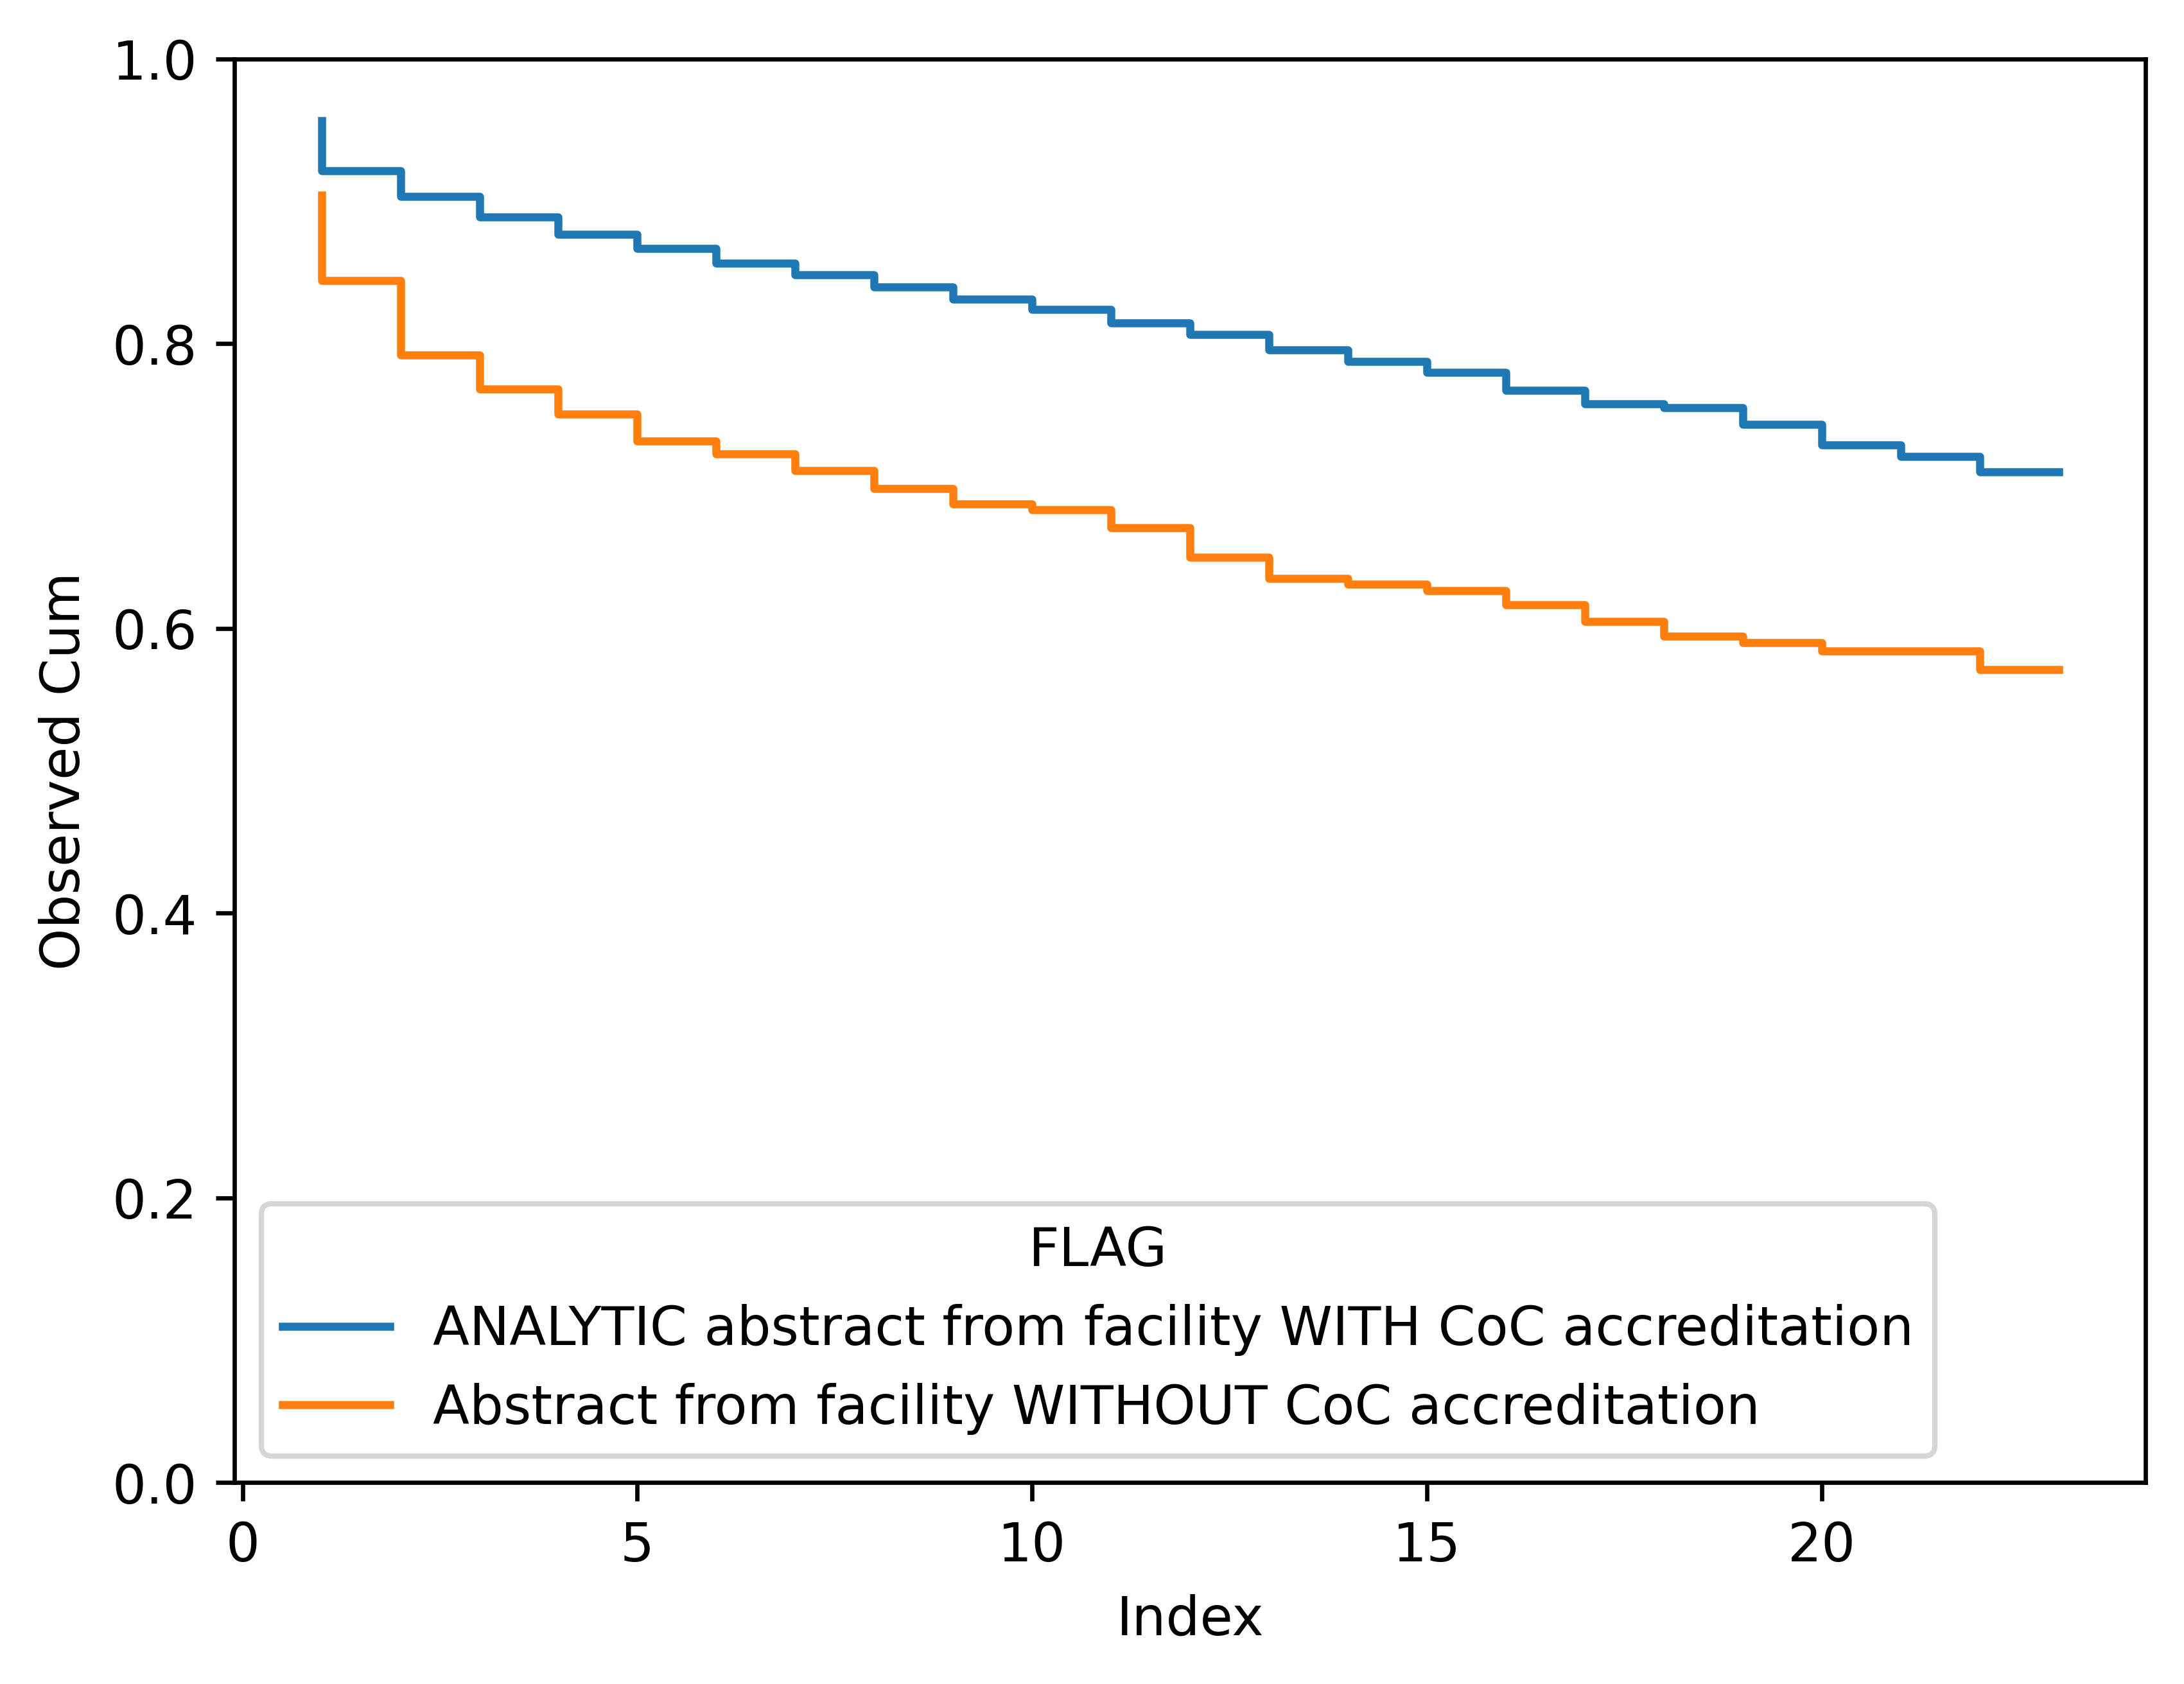 1.0
0.8
0.6
0.4
0.2
0.0
Observed Cum
FLAG
ANALYTIC abstract from facility WITH CoC accreditation
Abstract from facility WITHOUT CoC accreditation
0 5 10 15 20
Index